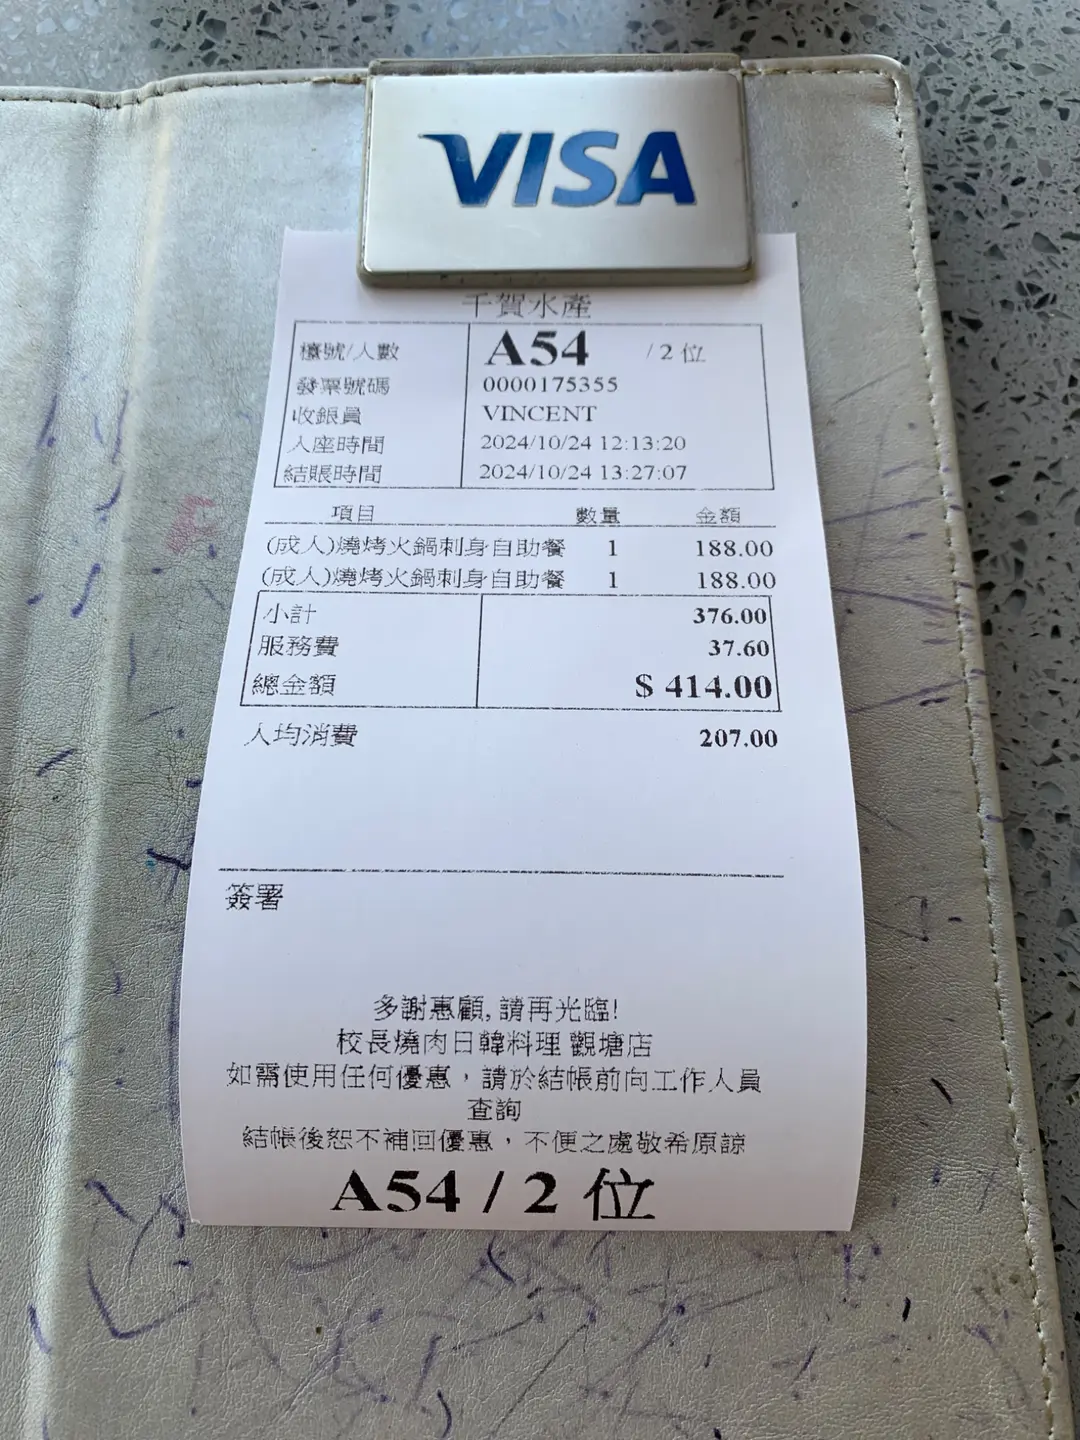 VISA
千賀水產
檯號/人數 A54 /2 位
發票號碼 0000175355
收銀員 VINCENT
入座時間 2024/10/24 12:13:20
結賬時間 2024/10/24 13:27:07
項目 數量 金額
(成人)燒烤火鍋刺身自助餐 1 188.00
(成人)燒烤火鍋刺身自助餐 1 188.00
小計 376.00
服務費 37.60
總金額 $ 414.00
人均消費 207.00
簽署
多謝惠顧, 請再光臨!
校長燒肉日韓料理 觀塘店
如需使用任何優惠，請於結帳前向工作人員
查詢
結帳後恕不補回優惠，不便之處敬希原諒
A54 / 2 位